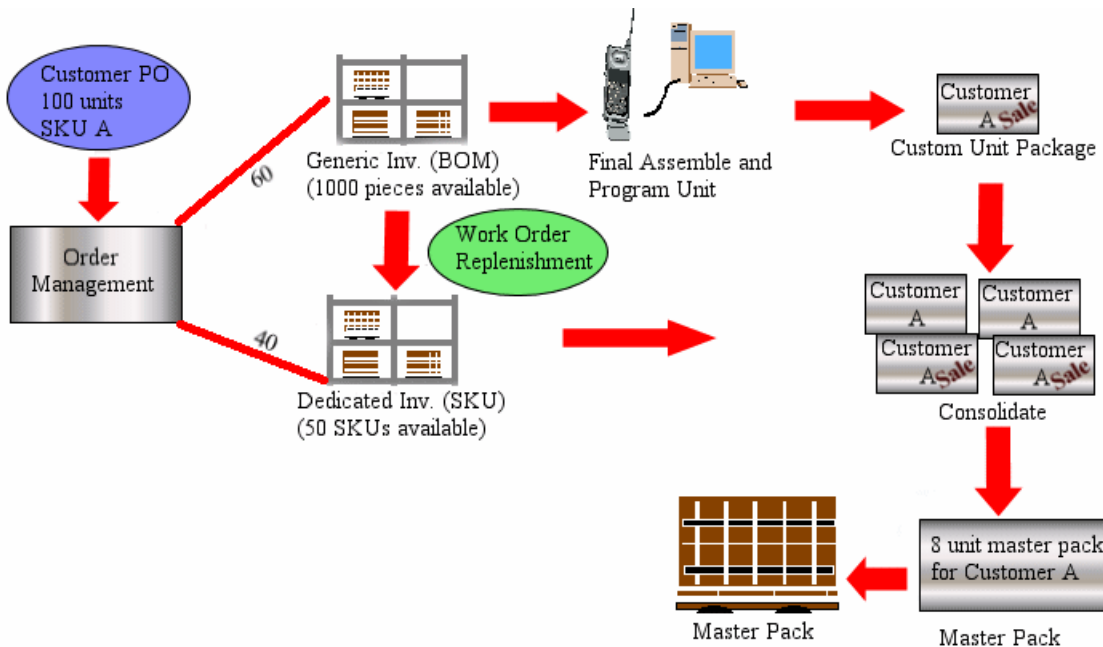 Customer PO
100 units
SKU A
Order
Management
60
40
Generic Inv. (BOM)
(1000 pieces available)
Work Order
Replenishment
Dedicated Inv. (SKU)
(50 SKUs available)
Final Assemble and
Program Unit
Customer
A Sale
Custom Unit Package
Customer
A
Customer
A
Customer
A Sale
Customer
A Sale
Consolidate
8 unit master pack
for Customer A
Master Pack
Master Pack